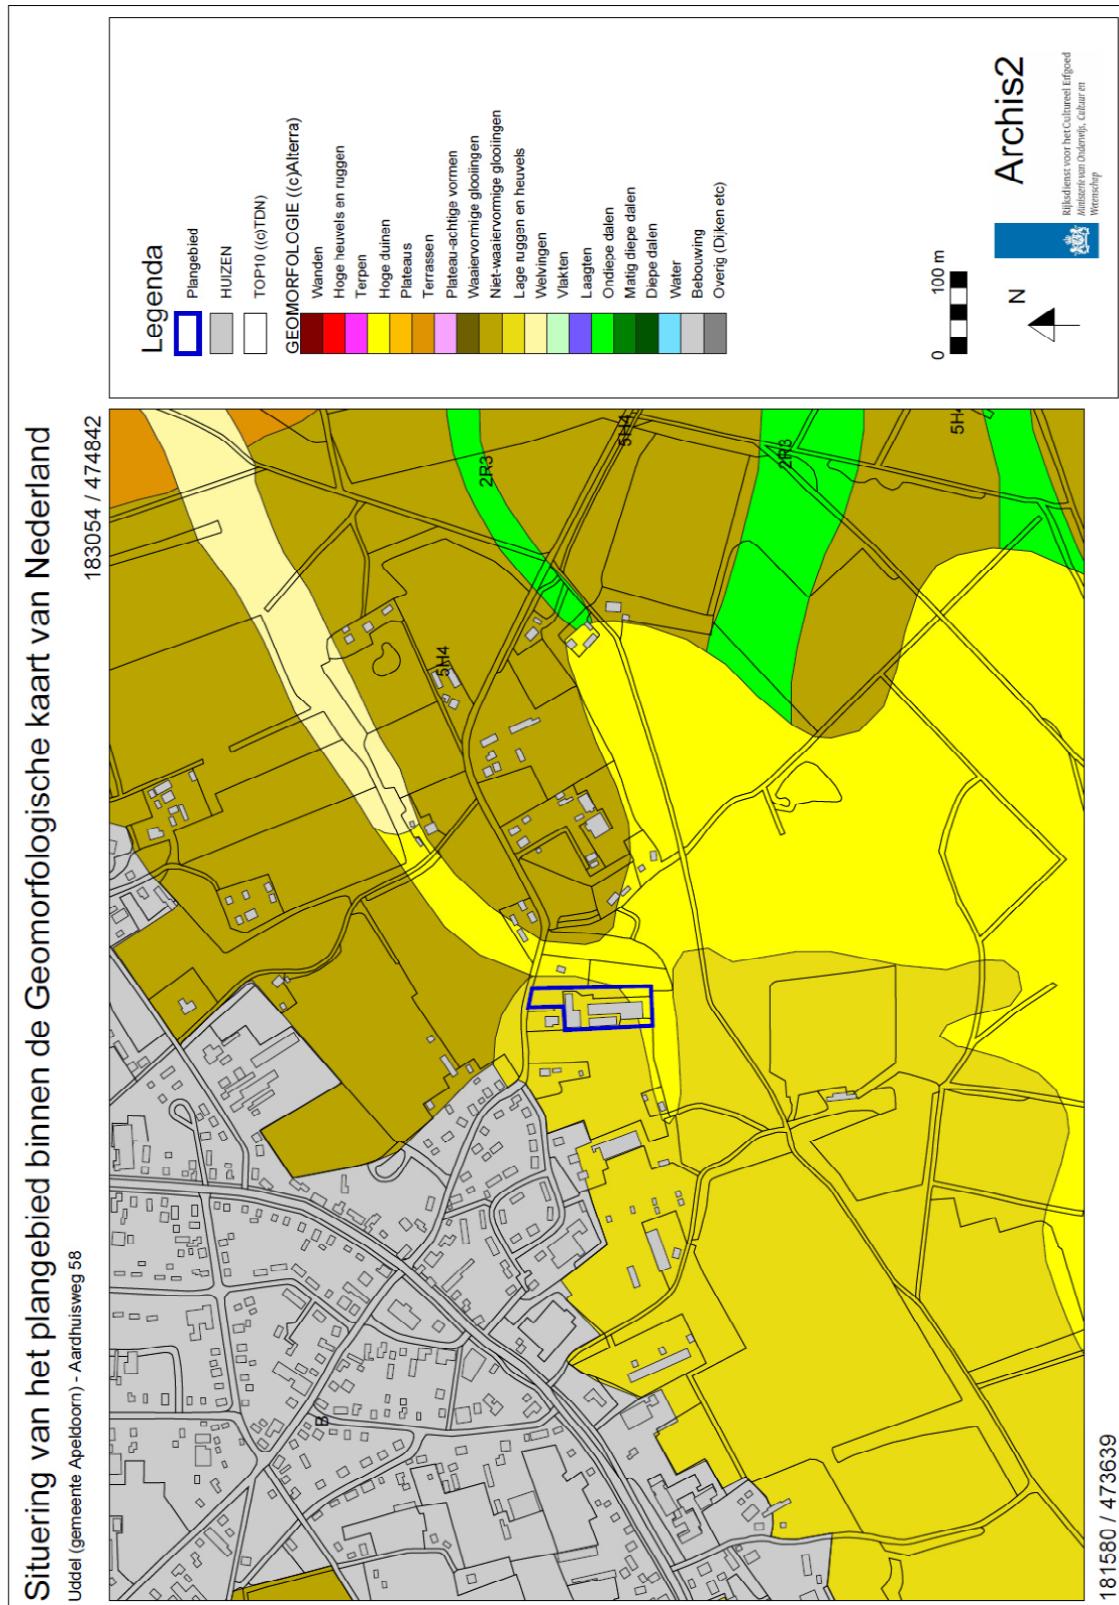 Situering van het plangebied binnen de Geomorfologische kaart van Nederland
Uddel (gemeente Apeldoorn) - Aardhuisweg 58
183054 / 474842
2R3
5H4
5H4
2R3
5H4
B
181580 / 473639
Legenda
Plangebied
HUIZEN
TOP10 ((c)TDN)
GEOMORFOLOGIE ((c)Alterra)
Wanden
Hoge heuvels en ruggen
Terpen
Hoge duinen
Plateaus
Terrassen
Plateau-achtige vormen
Waaiervormige glooiingen
Niet-waaiervormige glooiingen
Lage ruggen en heuvels
Welvingen
Vlakten
Laagten
Ondiepe dalen
Matig diepe dalen
Diepe dalen
Water
Bebouwing
Overig (Dijken etc)
0 100 m
N
Archis2
Rijksdienst voor het Cultureel Erfgoed
Ministerie van Onderwijs, Cultuur en
Wetenschap